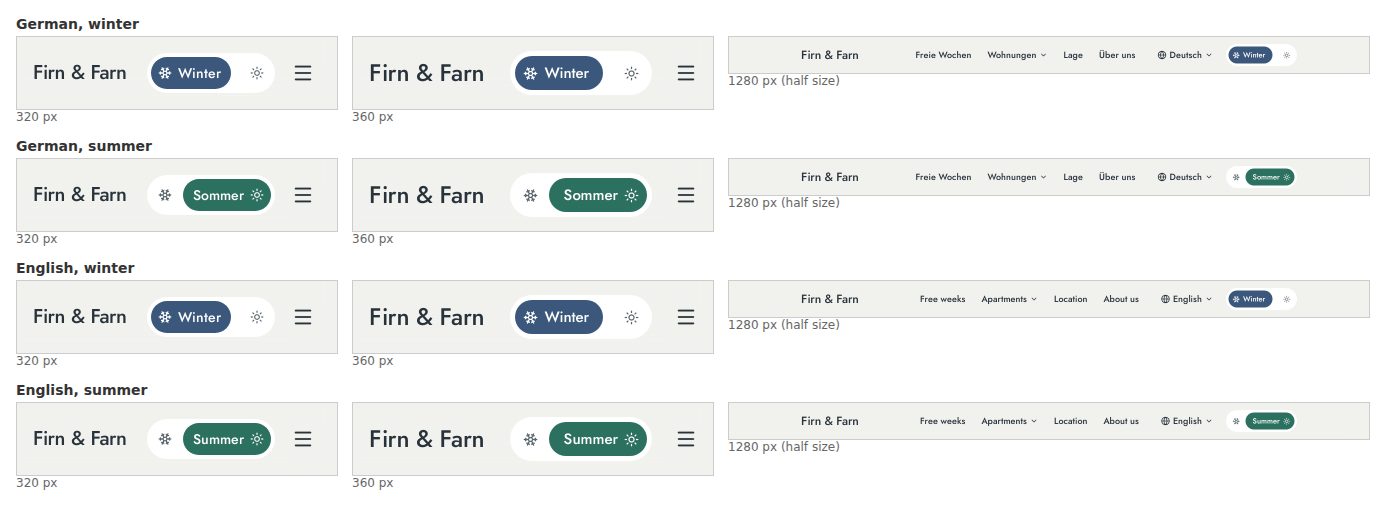 German, winter
Firn & Farn Winter
320 px
Firn & Farn Winter
360 px
Firn & Farn Freie Wochen Wohnungen Lage Über uns Deutsch Winter
1280 px (half size)
German, summer
Firn & Farn Sommer
320 px
Firn & Farn Sommer
360 px
Firn & Farn Freie Wochen Wohnungen Lage Über uns Deutsch Sommer
1280 px (half size)
English, winter
Firn & Farn Winter
320 px
Firn & Farn Winter
360 px
Firn & Farn Free weeks Apartments Location About us English Winter
1280 px (half size)
English, summer
Firn & Farn Summer
320 px
Firn & Farn Summer
360 px
Firn & Farn Free weeks Apartments Location About us English Summer
1280 px (half size)